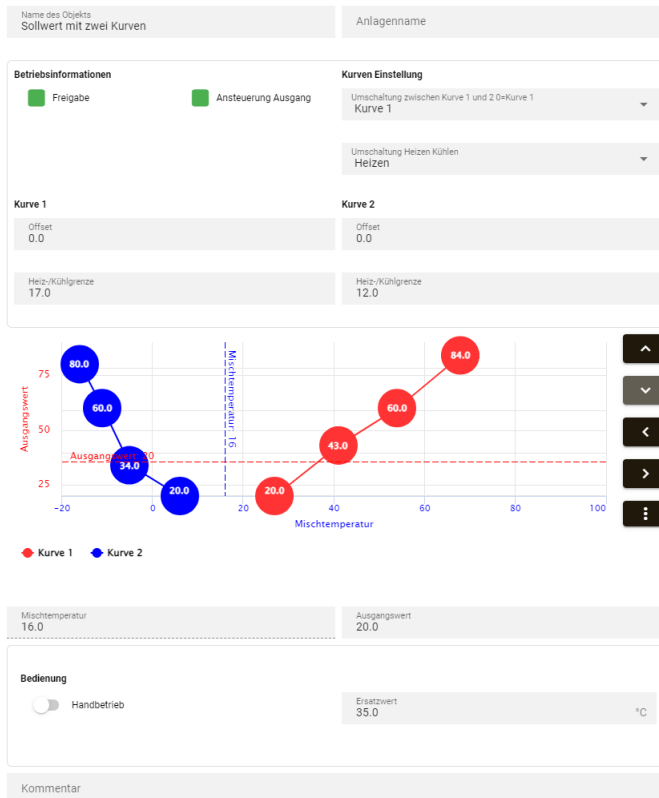 Name des Objekts
Sollwert mit zwei Kurven
Anlagenname
Betriebsinformationen
Kurven Einstellung
Freigabe
Ansteuerung Ausgang
Umschaltung zwischen Kurve 1 und 2 0=Kurve 1
Kurve 1
Umschaltung Heizen Kühlen
Heizen
Kurve 1
Kurve 2
Offset
0.0
Offset
0.0
Heiz-/Kühlgrenze
17.0
Heiz-/Kühlgrenze
12.0
Ausgangswert
75
50
25
80.0
60.0
34.0
20.0
Mischtemperatur: 16
Ausgangswert: 20
20.0
43.0
60.0
84.0
-20
0
20
40
60
80
100
Mischtemperatur
Kurve 1
Kurve 2
Mischtemperatur
16.0
Ausgangswert
20.0
Bedienung
Handbetrieb
Ersatzwert
35.0
°C
Kommentar